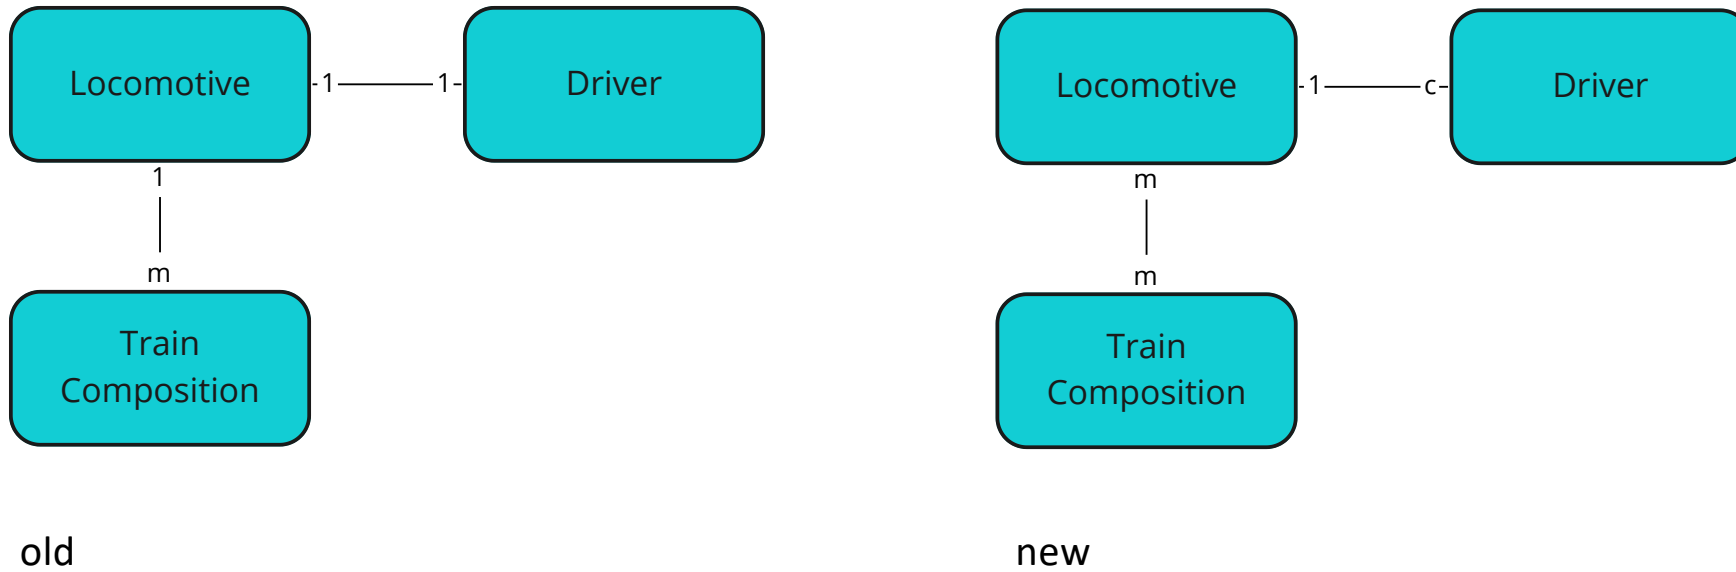 Locomotive
1
1
Driver
1
m
Train
Composition
old
Locomotive
1
c
Driver
m
m
Train
Composition
new